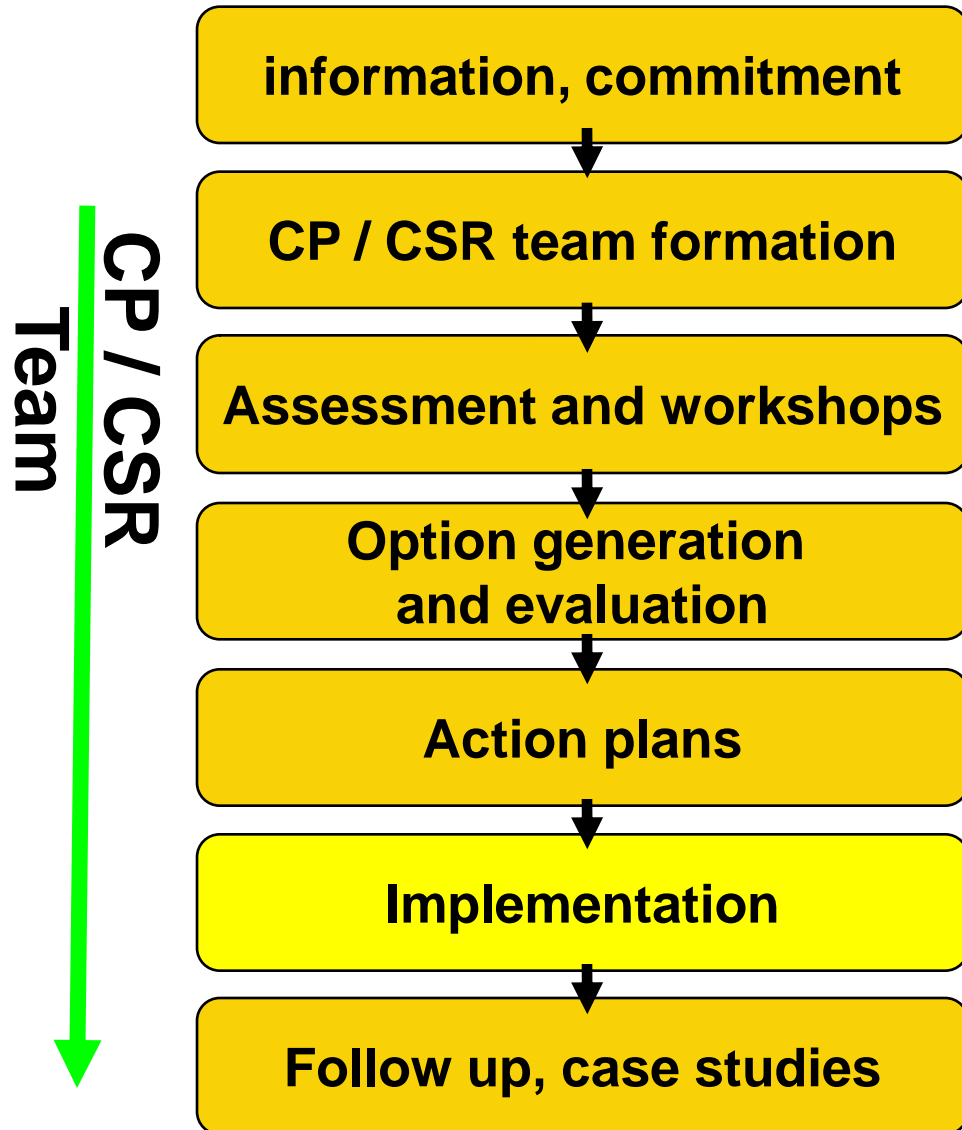 information, commitment
CP / CSR team formation
Assessment and workshops
Option generation
and evaluation
Action plans
Implementation
Follow up, case studies
CP / CSR
Team